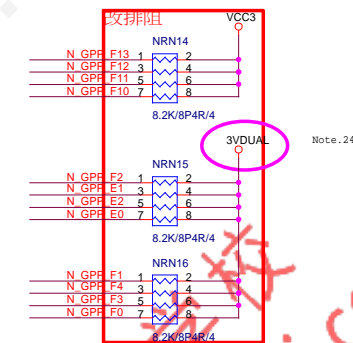 改排阻
VCC3
NRN14
N_GPP_F13 1 2
N_GPP_F12 3 4
N_GPP_F11 5 6
N_GPP_F10 7 8
8.2K/8P4R/4
3VDUAL
Note.24
NRN15
N_GPP_F2 1 2
N_GPP_E1 3 4
N_GPP_E2 5 6
N_GPP_E0 7 8
8.2K/8P4R/4
NRN16
N_GPP_F1 1 2
N_GPP_F4 3 4
N_GPP_F3 5 6
N_GPP_F0 7 8
8.2K/8P4R/4